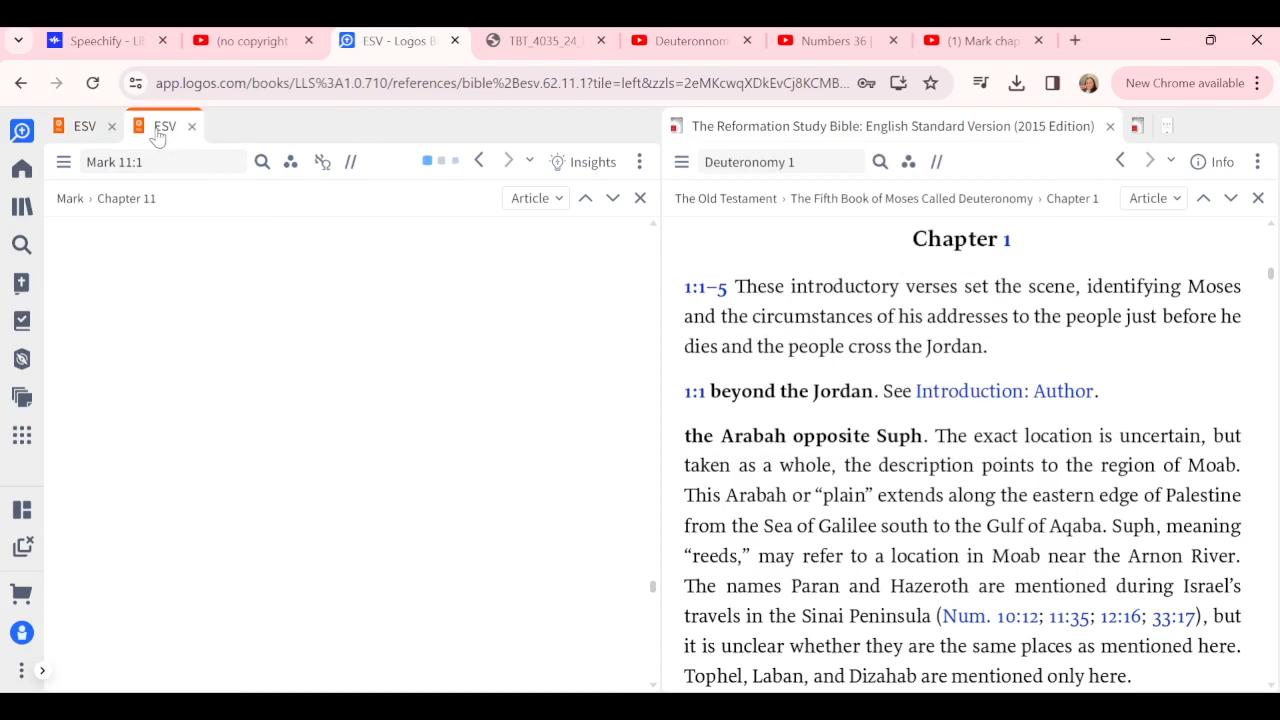 Speechify - Li
(no copyright
ESV - Logos B
TBT_4035_24_
Deuteronnom
Numbers 36 |
(1) Mark chap
app.logos.com/books/LLS%3A1.0.710/references/bible%2Besv.62.11.1?tile=left&zzls=2eMKcwqXDkEvCj8KCMB...
New Chrome available
ESV
ESV
The Reformation Study Bible: English Standard Version (2015 Edition)
Mark 11:1
Insights
Deuteronomy 1
Info
Mark › Chapter 11
Article
The Old Testament › The Fifth Book of Moses Called Deuteronomy › Chapter 1
Article
Chapter 1
1:1–5 These introductory verses set the scene, identifying Moses
and the circumstances of his addresses to the people just before he
dies and the people cross the Jordan.
1:1 beyond the Jordan. See Introduction: Author.
the Arabah opposite Suph. The exact location is uncertain, but
taken as a whole, the description points to the region of Moab.
This Arabah or “plain” extends along the eastern edge of Palestine
from the Sea of Galilee south to the Gulf of Aqaba. Suph, meaning
“reeds,” may refer to a location in Moab near the Arnon River.
The names Paran and Hazeroth are mentioned during Israel’s
travels in the Sinai Peninsula (Num. 10:12; 11:35; 12:16; 33:17), but
it is unclear whether they are the same places as mentioned here.
Tophel, Laban, and Dizahab are mentioned only here.